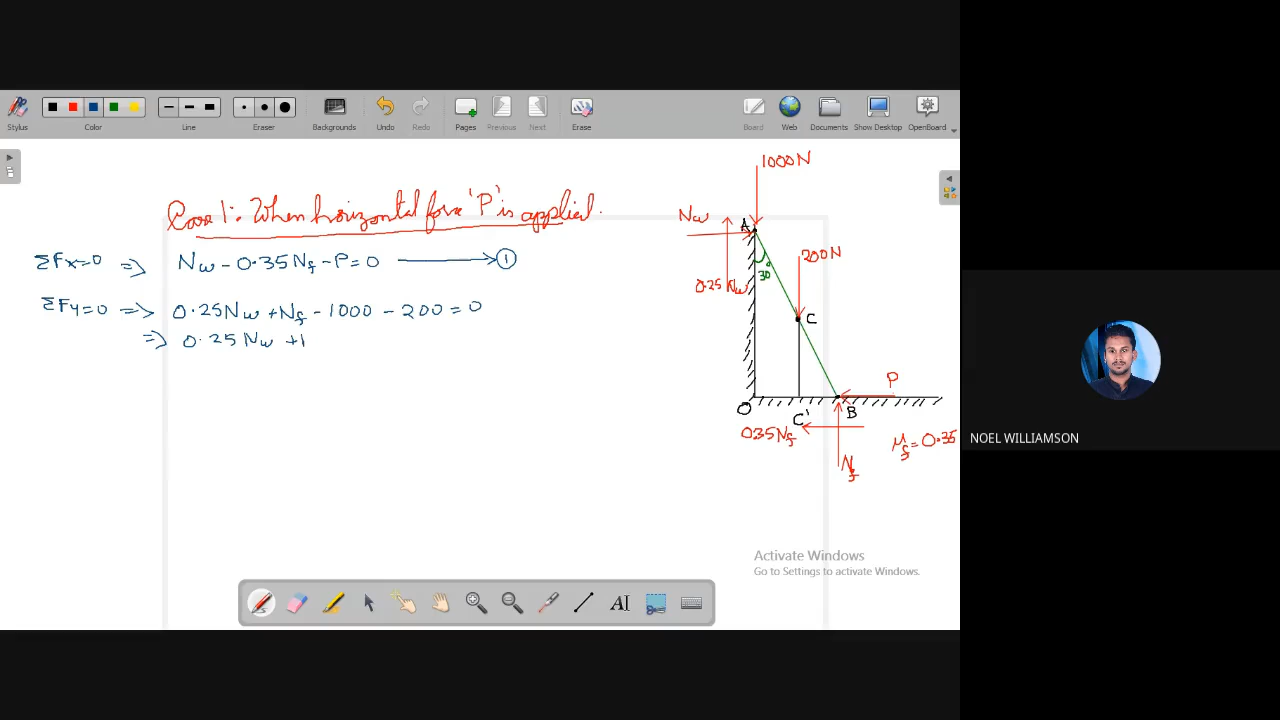 Stylus
Color
Line
Eraser
Backgrounds
Undo
Redo
Pages
Previous
Next
Erase
Board
Web
Documents
Show Desktop
OpenBoard
Case 1: When horizontal force 'P' is applied.
ΣFx=0 => Nw - 0.35Nf - P = 0 → ①
ΣFy=0 => 0.25Nw + Nf - 1000 - 200 = 0
=> 0.25 Nw +
1000N
Nw
A
200N
30°
0.25 Nw
C
P
O
C'
B
0.35Nf
μf = 0.35
Nf
NOEL WILLIAMSON
Activate Windows
Go to Settings to activate Windows.
AI